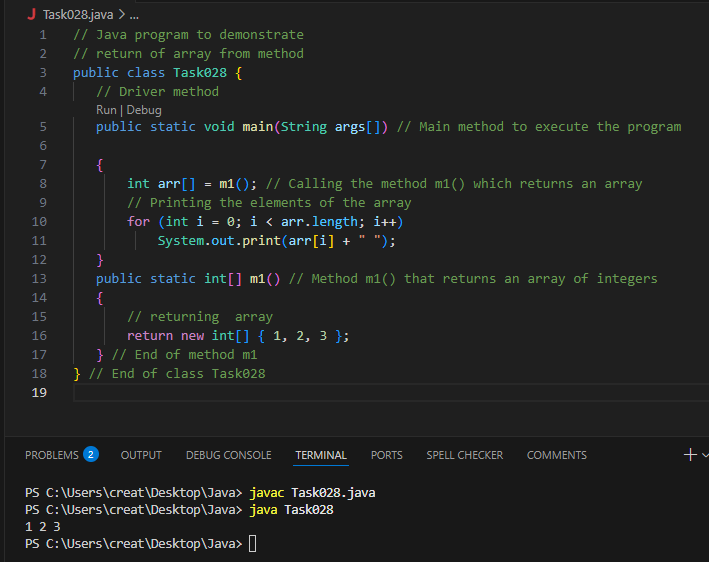 Task028.java > ...
1 // Java program to demonstrate
2 // return of array from method
3 public class Task028 {
4 // Driver method
Run | Debug
5 public static void main(String args[]) // Main method to execute the program
6
7 {
8 int arr[] = m1(); // Calling the method m1() which returns an array
9 // Printing the elements of the array
10 for (int i = 0; i < arr.length; i++)
11 System.out.print(arr[i] + " ");
12 }
13 public static int[] m1() // Method m1() that returns an array of integers
14 {
15 // returning  array
16 return new int[] { 1, 2, 3 };
17 } // End of method m1
18 } // End of class Task028
19
PROBLEMS 2 OUTPUT DEBUG CONSOLE TERMINAL PORTS SPELL CHECKER COMMENTS
PS C:\Users\creat\Desktop\Java> javac Task028.java
PS C:\Users\creat\Desktop\Java> java Task028
1 2 3
PS C:\Users\creat\Desktop\Java>